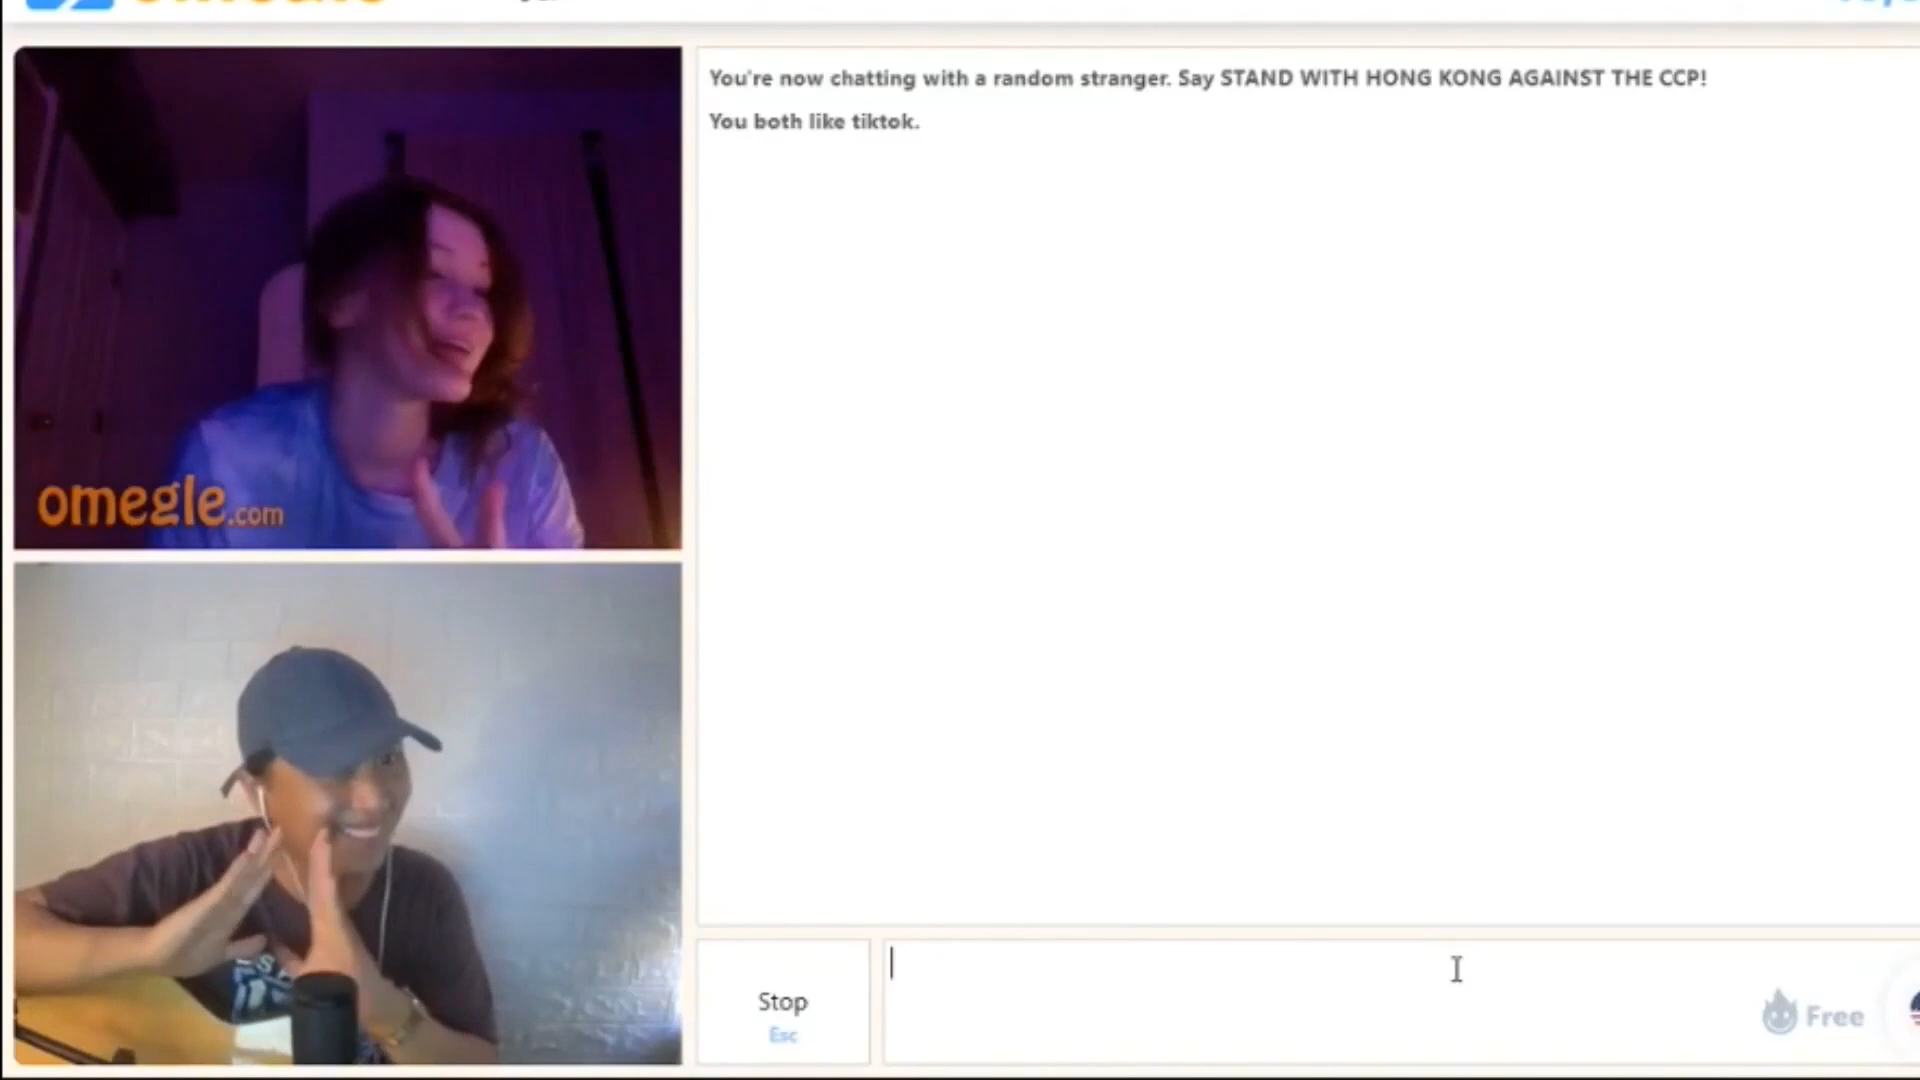 omegle
You're now chatting with a random stranger. Say STAND WITH HONG KONG AGAINST THE CCP!
You both like tiktok.
omegle.com
Stop
Esc
Free